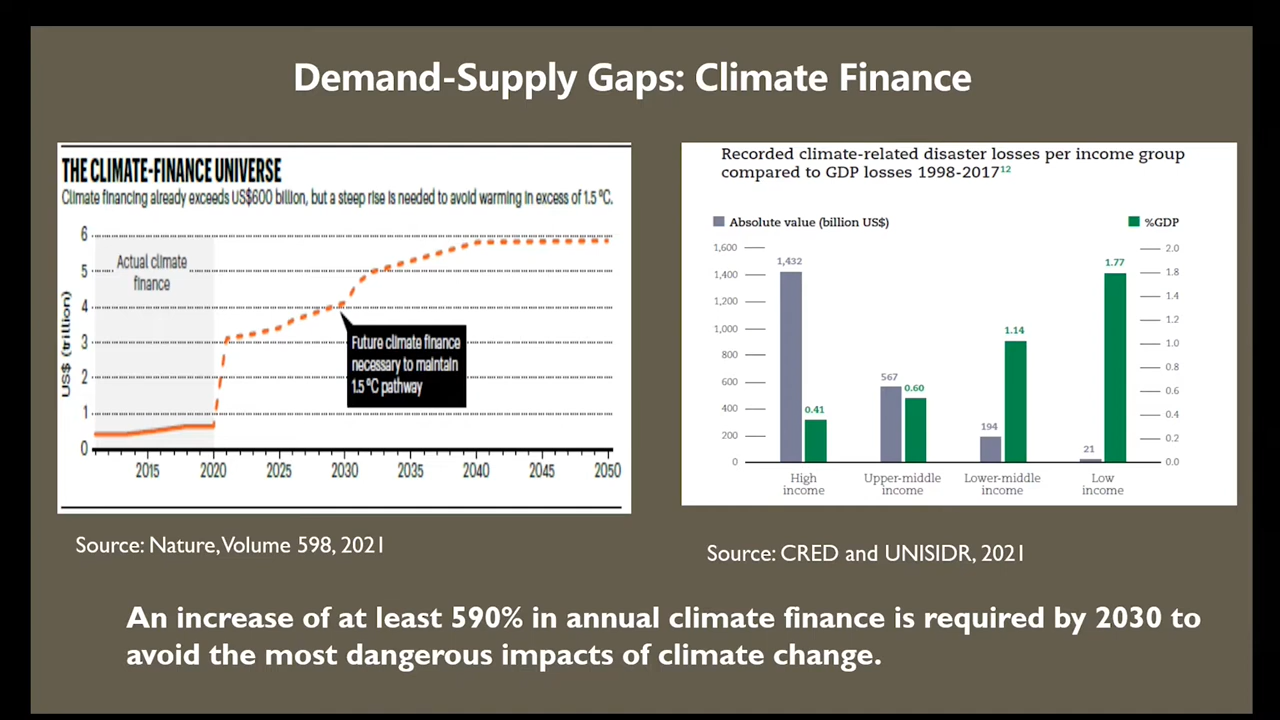 Demand-Supply Gaps: Climate Finance
THE CLIMATE-FINANCE UNIVERSE
Climate financing already exceeds US$600 billion, but a steep rise is needed to avoid warming in excess of 1.5 °C.
US$ (trillion)
6
5
4
3
2
1
0
Actual climate
finance
Future climate finance
necessary to maintain
1.5 °C pathway
2015 2020 2025 2030 2035 2040 2045 2050
Source: Nature, Volume 598, 2021
Recorded climate-related disaster losses per income group
compared to GDP losses 1998-2017¹²
Absolute value (billion US$)
%GDP
1,600
1,400
1,200
1,000
800
600
400
200
0
1,432
0.41
567
0.60
194
1.14
21
1.77
2.0
1.8
1.4
1.2
1.0
0.8
0.6
0.4
0.2
0.0
High
income
Upper-middle
income
Lower-middle
income
Low
income
Source: CRED and UNISIDR, 2021
An increase of at least 590% in annual climate finance is required by 2030 to
avoid the most dangerous impacts of climate change.